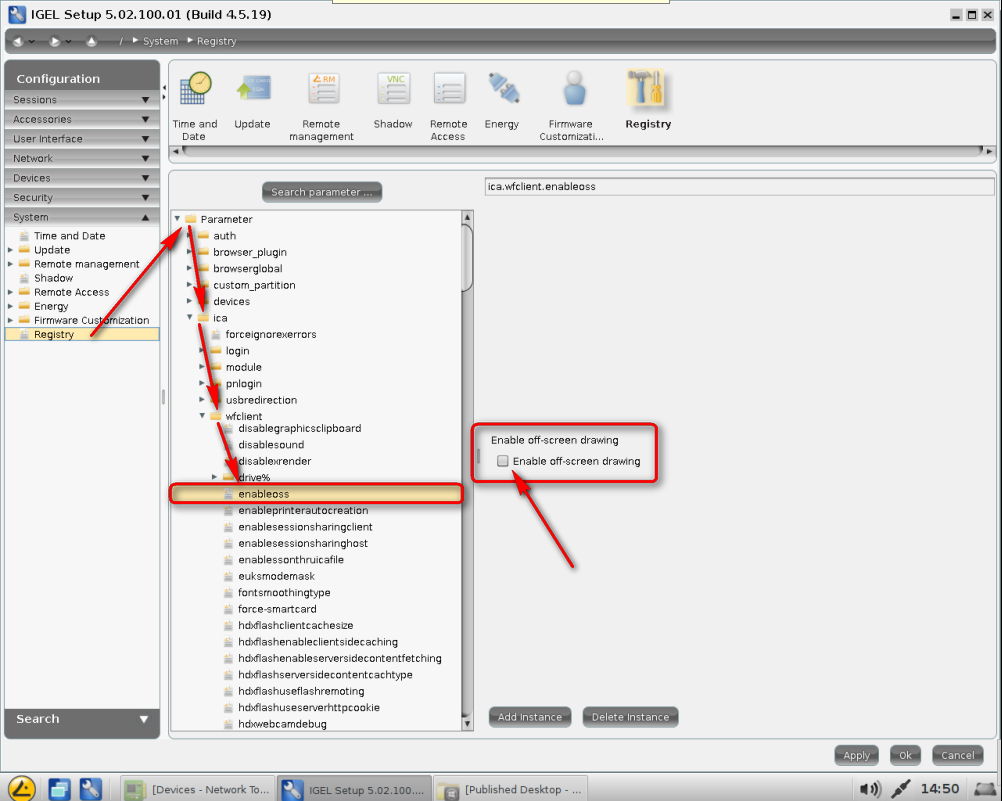 IGEL Setup 5.02.100.01 (Build 4.5.19)
/ System Registry
Configuration
Sessions
Accessories
User Interface
Network
Devices
Security
System
Time and Date
Update
Remote management
Shadow
Remote Access
Energy
Firmware Customization
Registry
Search
RM
VNC
Time and
Date
Update
Remote
management
Shadow
Remote
Access
Energy
Firmware
Customizati...
Registry
Search parameter ...
ica.wfclient.enableoss
Parameter
auth
browser_plugin
browserglobal
custom_partition
devices
ica
forceignorexerrors
login
module
pnlogin
usbredirection
wfclient
disablegraphicsclipboard
disablesound
disablexrender
drive%
enableoss
enableprinterautocreation
enablesessionsharingclient
enablesessionsharinghost
enablessonthruicafile
euksmodemask
fontsmoothingtype
force-smartcard
hdxflashclientcachesize
hdxflashenableclientsidecaching
hdxflashenableserversidecontentfetching
hdxflashserversidecontentcachtype
hdxflashuseflashremoting
hdxflashuseserverhttpcookie
hdxwebcamdebug
Enable off-screen drawing
Enable off-screen drawing
Add Instance Delete Instance
Apply Ok Cancel
[Devices - Network To... IGEL Setup 5.02.100.... [Published Desktop - ... 14:50